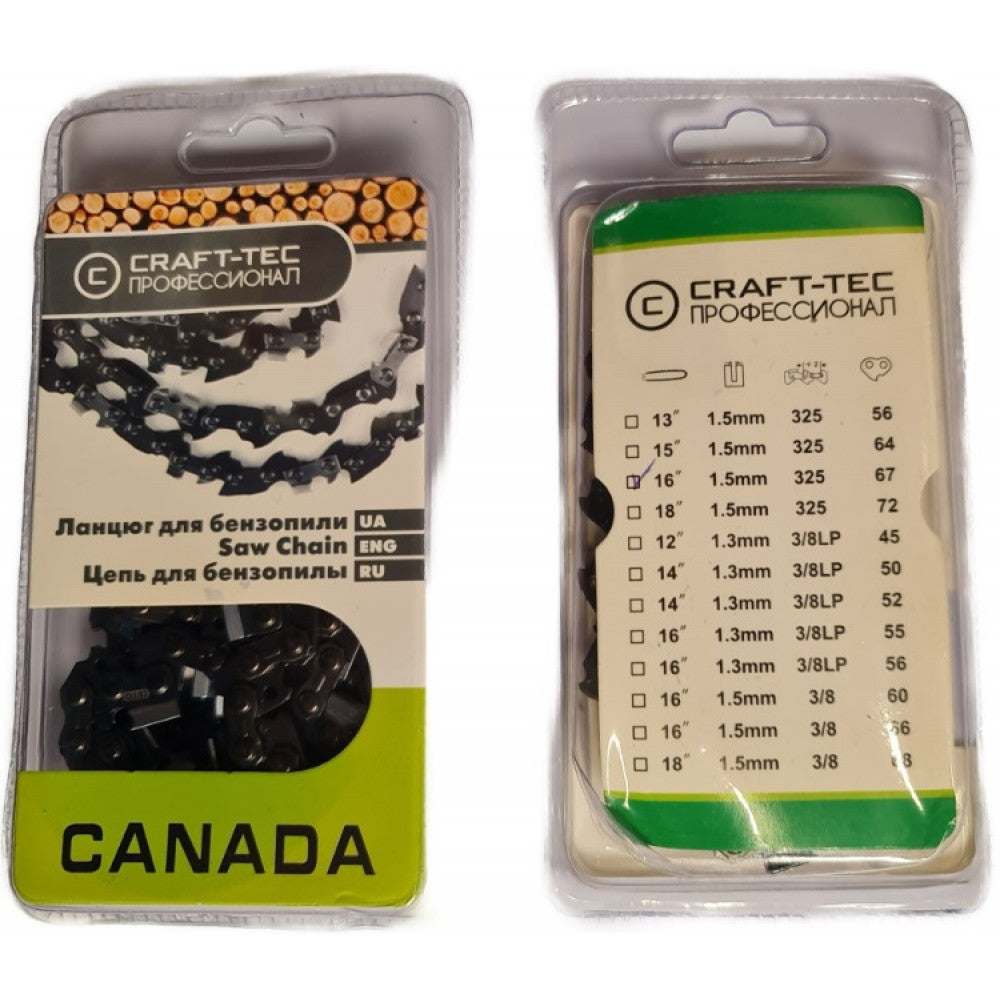 CRAFT-TEC
ПРОФЕССИОНАЛ
Ланцюг для бензопили UA
Saw Chain ENG
Цепь для бензопилы RU
CANADA
C CRAFT-TEC
ПРОФЕССИОНАЛ
13″ 1.5mm 325 56
15″ 1.5mm 325 64
16″ 1.5mm 325 67
18″ 1.5mm 325 72
12″ 1.3mm 3/8LP 45
14″ 1.3mm 3/8LP 50
14″ 1.3mm 3/8LP 52
16″ 1.3mm 3/8LP 55
16″ 1.3mm 3/8LP 56
16″ 1.5mm 3/8 60
16″ 1.5mm 3/8 66
18″ 1.5mm 3/8